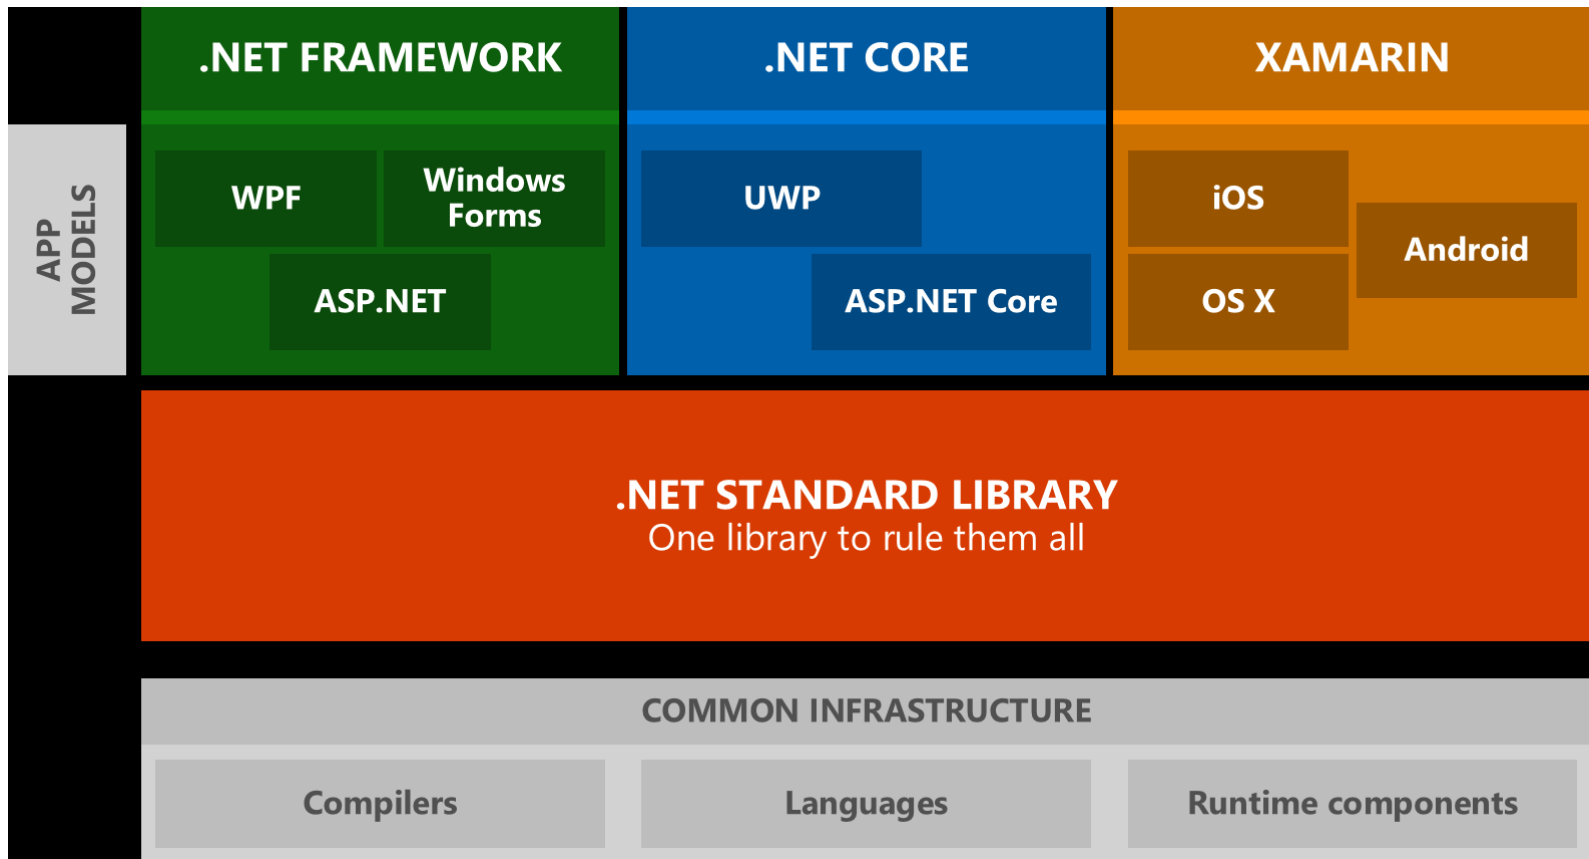 .NET FRAMEWORK
.NET CORE
XAMARIN
APP
MODELS
WPF
Windows
Forms
ASP.NET
UWP
ASP.NET Core
iOS
OS X
Android
.NET STANDARD LIBRARY
One library to rule them all
COMMON INFRASTRUCTURE
Compilers
Languages
Runtime components